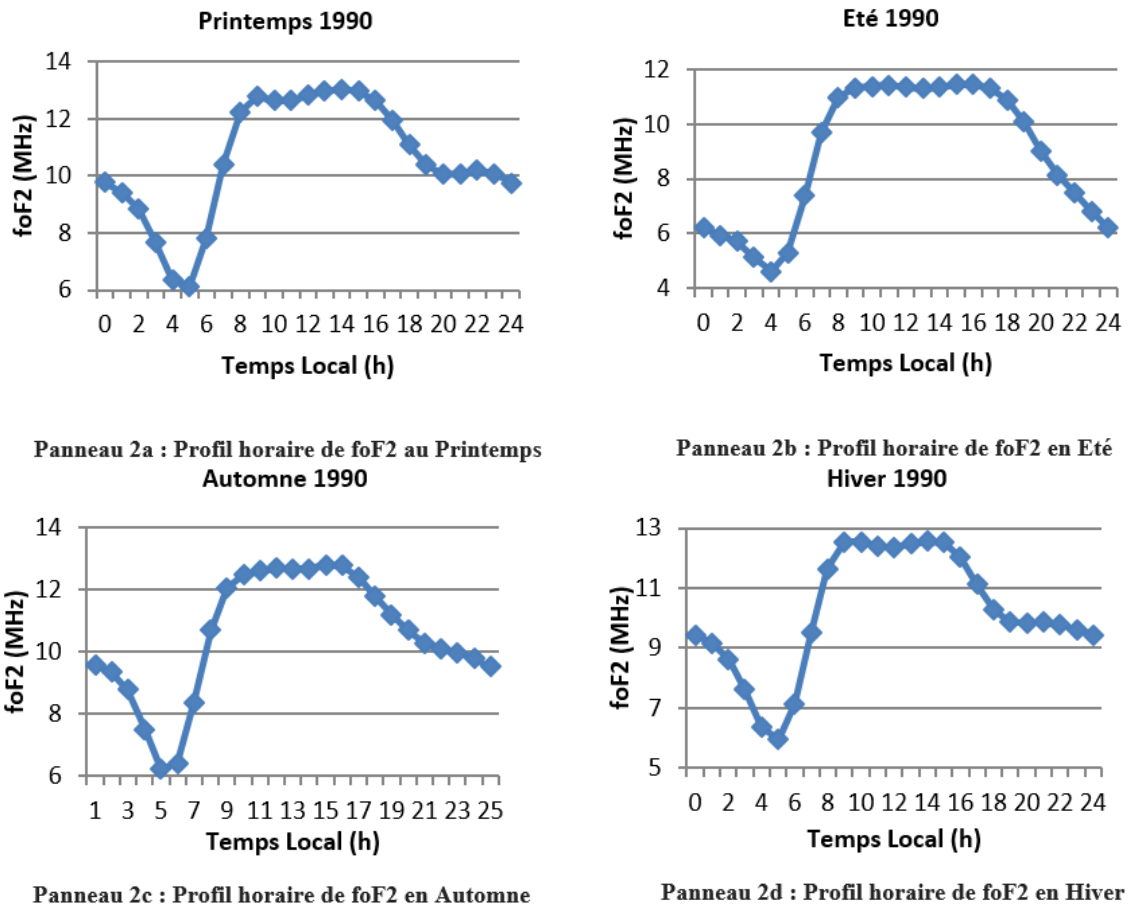 Printemps 1990
foF2 (MHz)
14
12
10
8
6
0 2 4 6 8 10 12 14 16 18 20 22 24
Temps Local (h)
Panneau 2a : Profil horaire de foF2 au Printemps
Eté 1990
foF2 (MHz)
12
10
8
6
4
0 2 4 6 8 10 12 14 16 18 20 22 24
Temps Local (h)
Panneau 2b : Profil horaire de foF2 en Eté
Automne 1990
foF2 (MHz)
14
12
10
8
6
1 3 5 7 9 11 13 15 17 19 21 23 25
Temps Local (h)
Panneau 2c : Profil horaire de foF2 en Automne
Hiver 1990
foF2 (MHz)
13
11
9
7
5
0 2 4 6 8 10 12 14 16 18 20 22 24
Temps Local (h)
Panneau 2d : Profil horaire de foF2 en Hiver